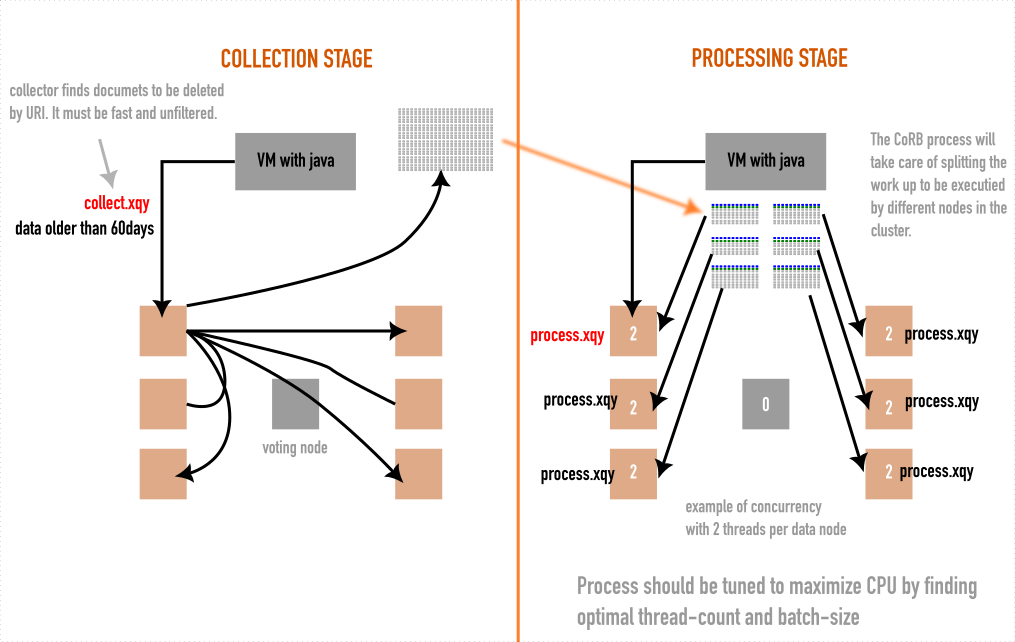 COLLECTION STAGE
collector finds documets to be deleted
by URI. It must be fast and unfiltered.
VM with java
collect.xqy
data older than 60days
voting node
PROCESSING STAGE
VM with java
The CoRB process will
take care of splitting the
work up to be executied
by different nodes in the
cluster.
process.xqy
2
2
process.xqy
process.xqy
2
0
2
process.xqy
process.xqy
2
2
process.xqy
example of concurrency
with 2 threads per data node
Process should be tuned to maximize CPU by finding
optimal thread-count and batch-size